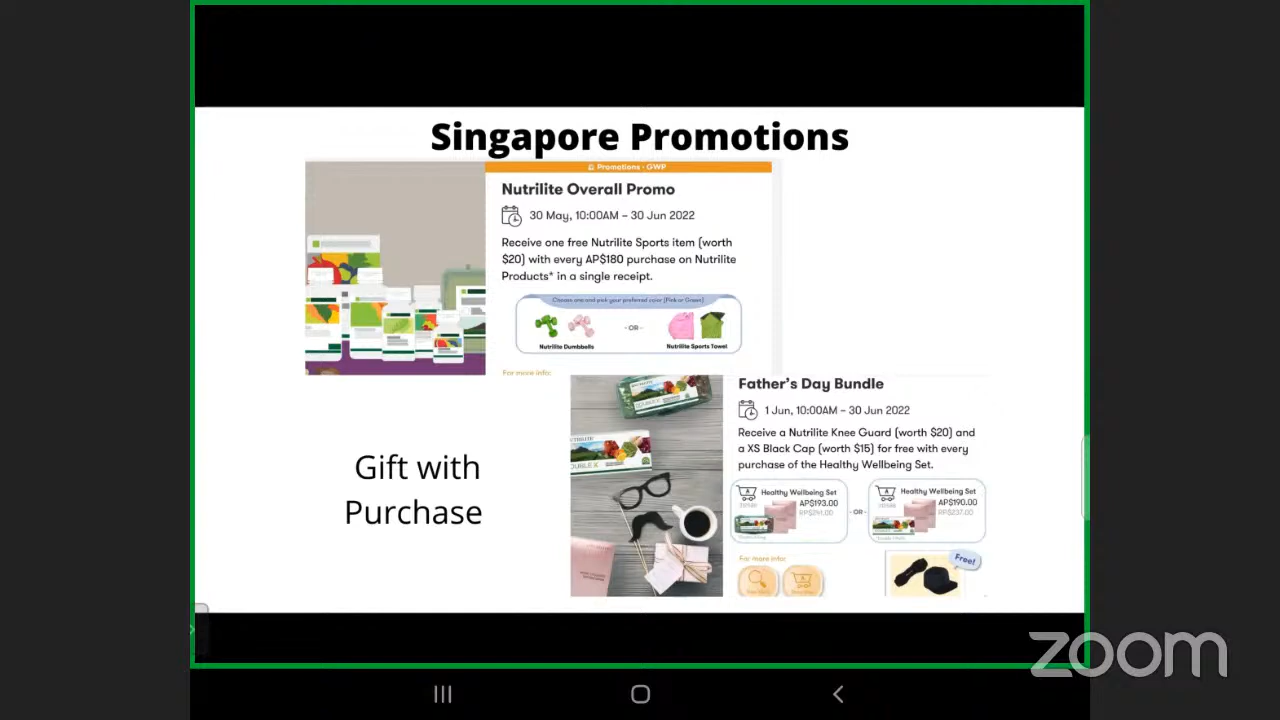 Singapore Promotions
Promotions - GWP
Nutrilite Overall Promo
30 May, 10:00AM – 30 Jun 2022
Receive one free Nutrilite Sports item (worth
$20) with every AP$180 purchase on Nutrilite
Products* in a single receipt.
Choose one and pick your preferred color (Pink or Green)
- OR -
Nutrilite Dumbbells
Nutrilite Sports Towel
For more info:
Gift with
Purchase
Father's Day Bundle
1 Jun, 10:00AM – 30 Jun 2022
Receive a Nutrilite Knee Guard (worth $20) and
a XS Black Cap (worth $15) for free with every
purchase of the Healthy Wellbeing Set.
Healthy Wellbeing Set
AP$193.00
RP$241.00
- OR -
Healthy Wellbeing Set
AP$190.00
RP$237.00
For more info:
Free!
zoom